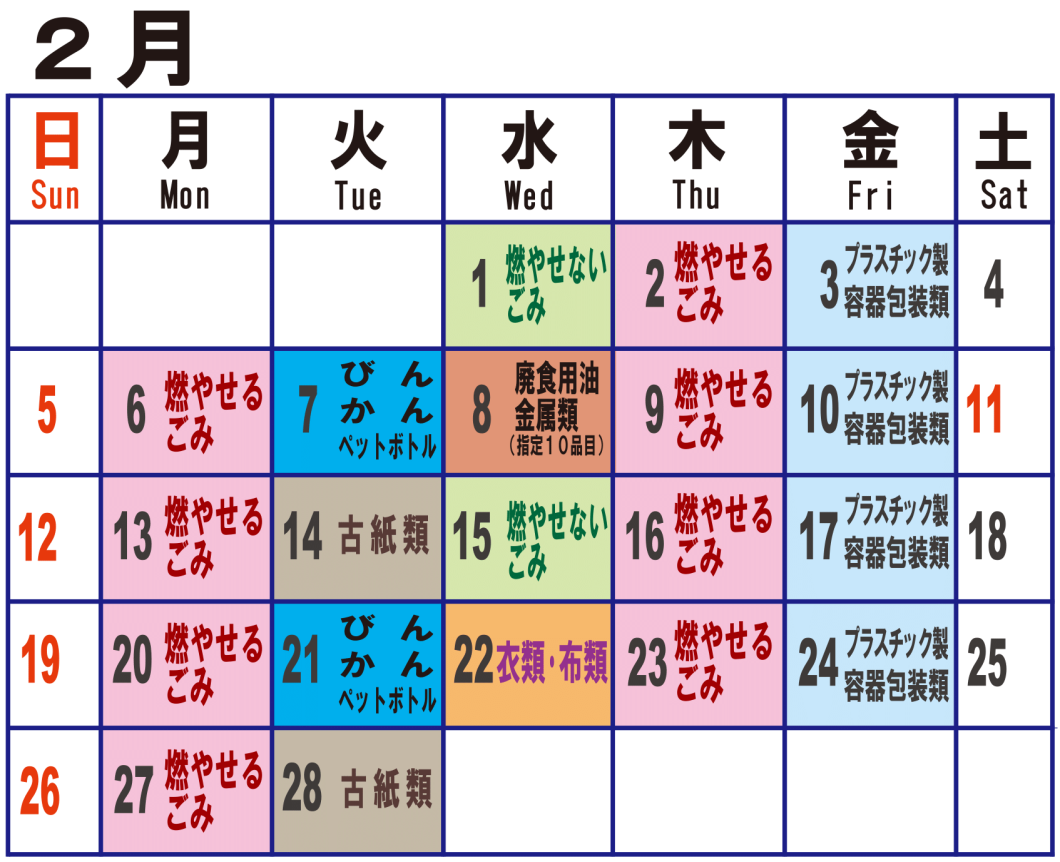 ２月
日 月 火 水 木 金 土
Sun Mon Tue Wed Thu Fri Sat
1 燃やせない
ごみ
2 燃やせる
ごみ
3 プラスチック製
容器包装類
4
5
6 燃やせる
ごみ
7 びん
かん
ペットボトル
8 廃食用油
金属類
（指定１０品目）
9 燃やせる
ごみ
10 プラスチック製
容器包装類
11
12
13 燃やせる
ごみ
14 古紙類
15 燃やせない
ごみ
16 燃やせる
ごみ
17 プラスチック製
容器包装類
18
19
20 燃やせる
ごみ
21 びん
かん
ペットボトル
22 衣類・布類
23 燃やせる
ごみ
24 プラスチック製
容器包装類
25
26
27 燃やせる
ごみ
28 古紙類